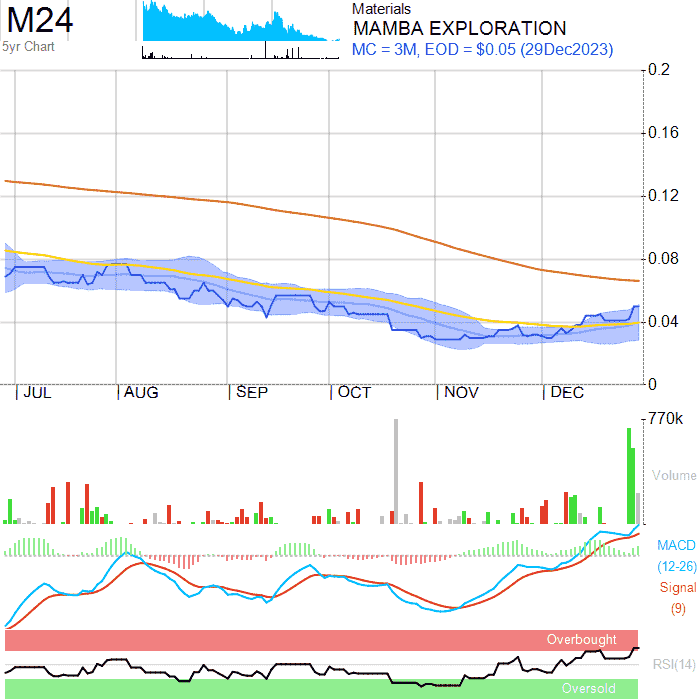 M24
5yr Chart
Materials
MAMBA EXPLORATION
MC = 3M, EOD = $0.05 (29Dec2023)
0.2
0.16
0.12
0.08
0.04
0
JUL AUG SEP OCT NOV DEC
770k
Volume
MACD
(12-26)
Signal
(9)
Overbought
RSI(14)
Oversold